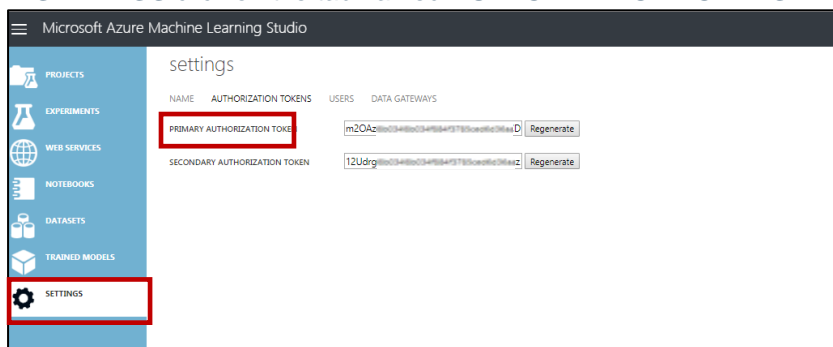 Microsoft Azure Machine Learning Studio
PROJECTS
EXPERIMENTS
WEB SERVICES
NOTEBOOKS
DATASETS
TRAINED MODELS
SETTINGS
settings
NAME AUTHORIZATION TOKENS USERS DATA GATEWAYS
PRIMARY AUTHORIZATION TOKEN m2OAz D Regenerate
SECONDARY AUTHORIZATION TOKEN 12Udrg z Regenerate